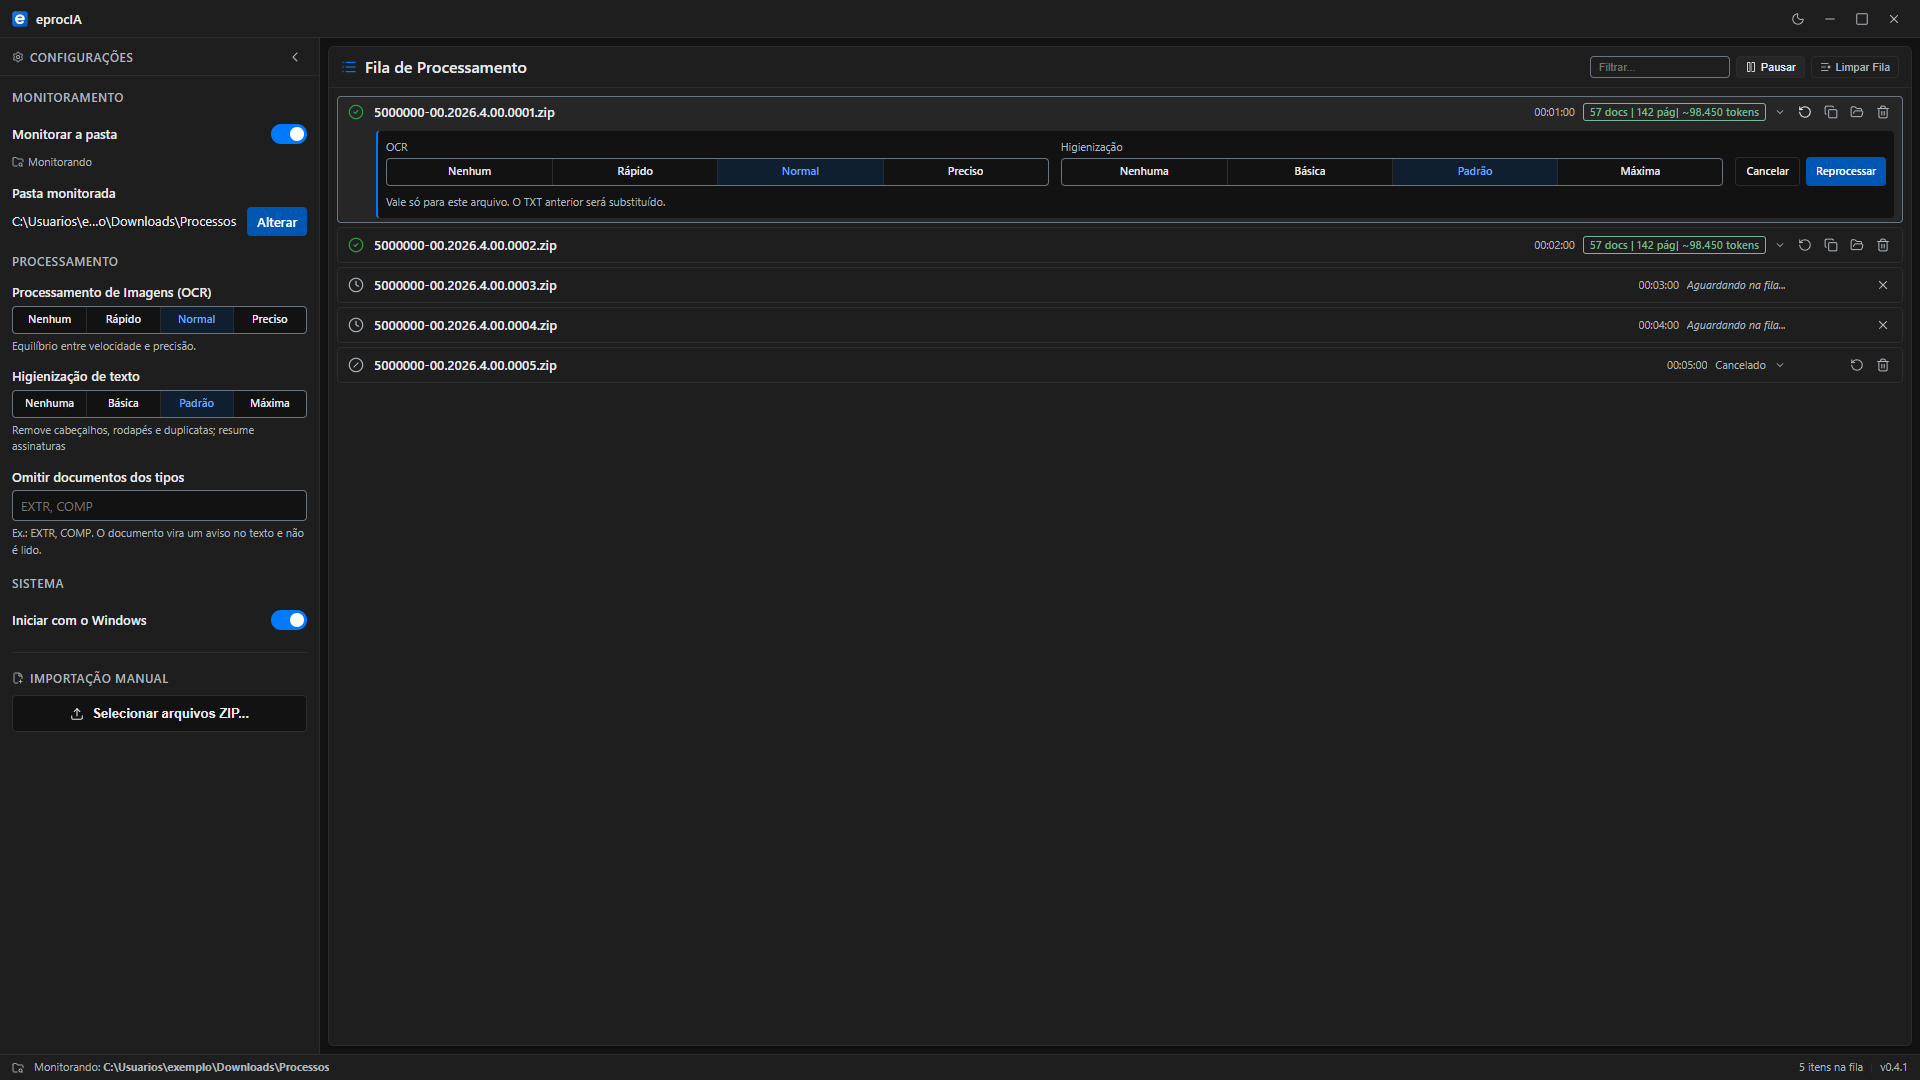 eprocIA
CONFIGURAÇÕES
MONITORAMENTO
Monitorar a pasta
Monitorando
Pasta monitorada
C:\Usuarios\e...o\Downloads\Processos
Alterar
PROCESSAMENTO
Processamento de Imagens (OCR)
Nenhum Rápido Normal Preciso
Equilíbrio entre velocidade e precisão.
Higienização de texto
Nenhuma Básica Padrão Máxima
Remove cabeçalhos, rodapés e duplicatas; resume
assinaturas
Omitir documentos dos tipos
EXTR, COMP
Ex.: EXTR, COMP. O documento vira um aviso no texto e não
é lido.
SISTEMA
Iniciar com o Windows
IMPORTAÇÃO MANUAL
Selecionar arquivos ZIP...
Fila de Processamento
Filtrar...
Pausar
Limpar Fila
5000000-00.2026.4.00.0001.zip 00:01:00 57 docs | 142 pág| ~98.450 tokens
OCR Higienização
Nenhum Rápido Normal Preciso Nenhuma Básica Padrão Máxima Cancelar Reprocessar
Vale só para este arquivo. O TXT anterior será substituído.
5000000-00.2026.4.00.0002.zip 00:02:00 57 docs | 142 pág| ~98.450 tokens
5000000-00.2026.4.00.0003.zip 00:03:00 Aguardando na fila...
5000000-00.2026.4.00.0004.zip 00:04:00 Aguardando na fila...
5000000-00.2026.4.00.0005.zip 00:05:00 Cancelado
Monitorando: C:\Usuarios\exemplo\Downloads\Processos
5 itens na fila v0.4.1